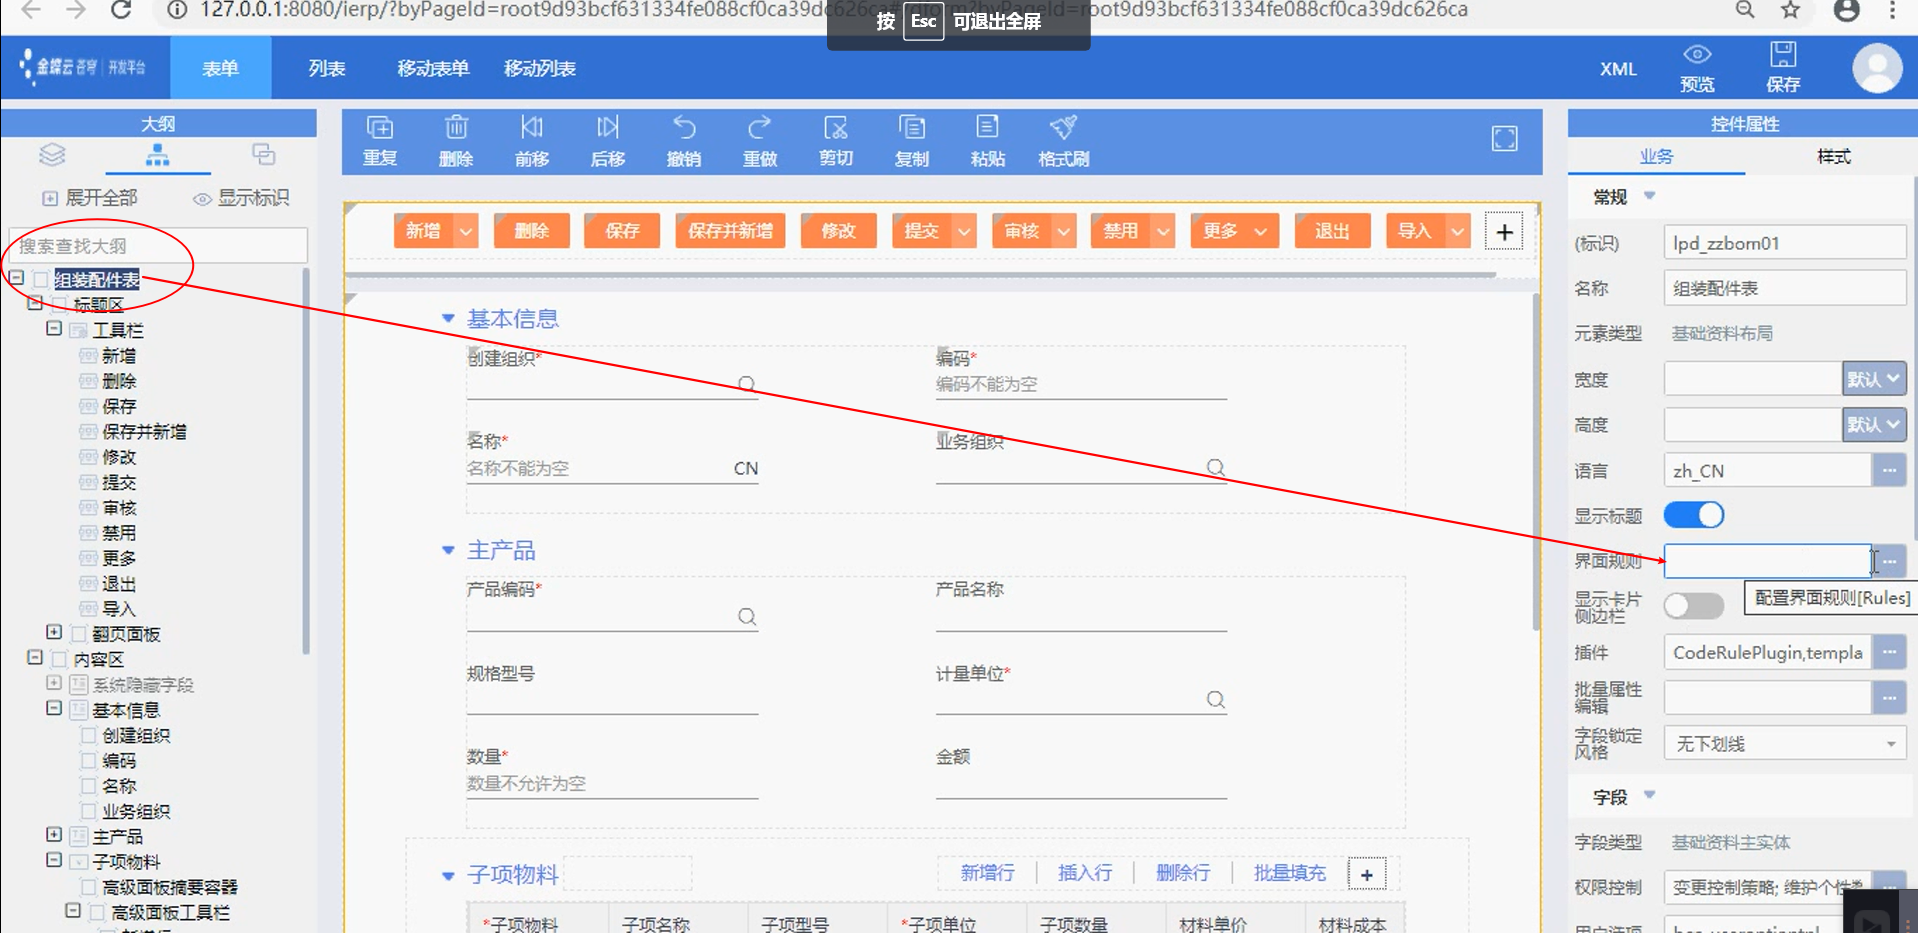 127.0.0.1:8080/ierp/?byPageId=root9d93bcf631334fe088cf0ca39dc626ca
dform?byPageId=root9d93bcf631334fe088cf0ca39dc626ca
按 Esc 可退出全屏
金蝶云 苍穹 | 开发平台
表单
列表
移动表单
移动列表
XML
预览
保存
大纲
展开全部
显示标识
搜索查找大纲
组装配件表
标题区
工具栏
新增
删除
保存
保存并新增
修改
提交
审核
禁用
更多
退出
导入
翻页面板
内容区
系统隐藏字段
基本信息
创建组织
编码
名称
业务组织
主产品
子项物料
高级面板摘要容器
高级面板工具栏
重复
删除
前移
后移
撤销
重做
剪切
复制
粘贴
格式刷
新增
删除
保存
保存并新增
修改
提交
审核
禁用
更多
退出
导入
基本信息
创建组织*
编码*
编码不能为空
名称*
名称不能为空 CN
业务组织
主产品
产品编码*
产品名称
规格型号
计量单位*
数量*
数量不允许为空
金额
子项物料
新增行
插入行
删除行
批量填充
*子项物料
子项名称
子项型号
*子项单位
子项数量
材料单价
材料成本
控件属性
业务
样式
常规
(标识) lpd_zzbom01
名称 组装配件表
元素类型 基础资料布局
宽度 默认
高度 默认
语言 zh_CN
显示标题
界面规则
配置界面规则[Rules]
显示卡片
侧边栏
插件 CodeRulePlugin,templa
批量属性
编辑
字段锁定
风格
无下划线
字段
字段类型 基础资料主实体
权限控制 变更控制策略; 维护个性